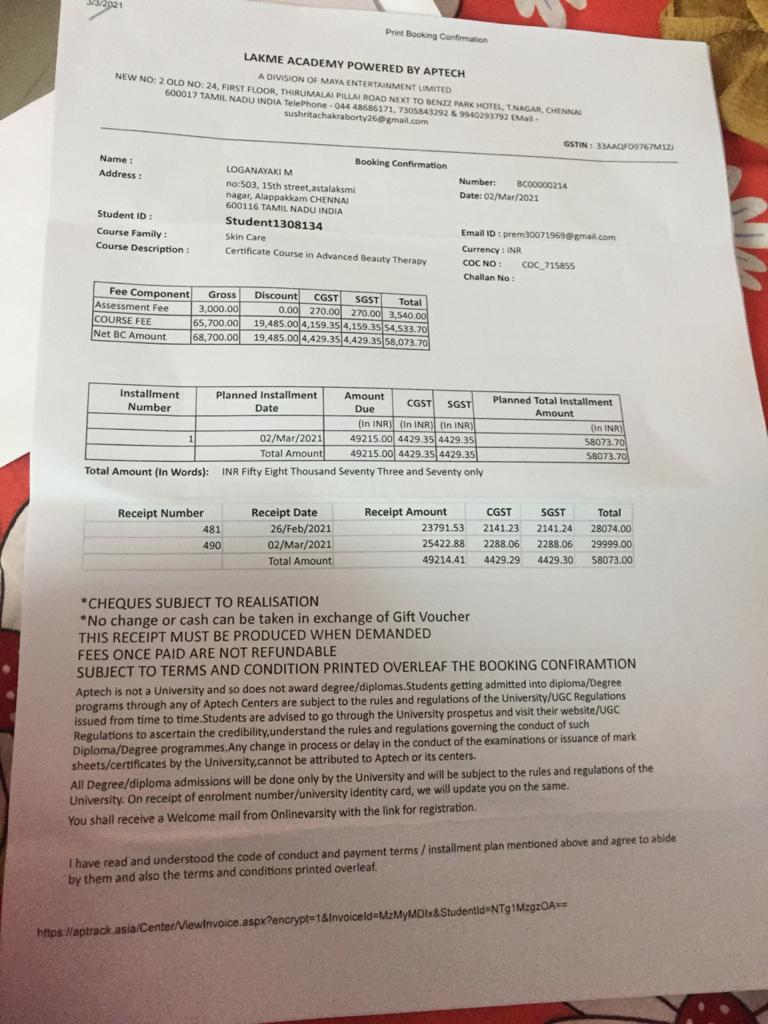 3/3/2021
Print Booking Confirmation
LAKME ACADEMY POWERED BY APTECH
A DIVISION OF MAYA ENTERTAINMENT LIMITED
NEW NO: 2 OLD NO: 24, FIRST FLOOR, THIRUMALAI PILLAI ROAD NEXT TO BENZZ PARK HOTEL, T.NAGAR, CHENNAI
600017 TAMIL NADU INDIA TelePhone - 044 48686171, 7305843292 & 9940293792 EMail -
sushritachakraborty26@gmail.com
GSTIN : 33AAQFD9767M1ZJ
Booking Confirmation
Name : LOGANAYAKI M Number: BC00000214
Address : no:503, 15th street,astalaksmi Date: 02/Mar/2021
nagar, Alappakkam CHENNAI
600116 TAMIL NADU INDIA
Student ID : Student1308134 Email ID : prem30071969@gmail.com
Course Family : Skin Care Currency : INR
Course Description : Certificate Course in Advanced Beauty Therapy COC NO : COC_715855
Challan No :
Fee Component Gross Discount CGST SGST Total
Assessment Fee 3,000.00 0.00 270.00 270.00 3,540.00
COURSE FEE 65,700.00 19,485.00 4,159.35 4,159.35 54,533.70
Net BC Amount 68,700.00 19,485.00 4,429.35 4,429.35 58,073.70
Installment Number Planned Installment Date Amount Due CGST SGST Planned Total Installment Amount
(In INR) (In INR) (In INR) (In INR)
1 02/Mar/2021 49215.00 4429.35 4429.35 58073.70
Total Amount 49215.00 4429.35 4429.35 58073.70
Total Amount (In Words): INR Fifty Eight Thousand Seventy Three and Seventy only
Receipt Number Receipt Date Receipt Amount CGST SGST Total
481 26/Feb/2021 23791.53 2141.23 2141.24 28074.00
490 02/Mar/2021 25422.88 2288.06 2288.06 29999.00
Total Amount 49214.41 4429.29 4429.30 58073.00
*CHEQUES SUBJECT TO REALISATION
*No change or cash can be taken in exchange of Gift Voucher
THIS RECEIPT MUST BE PRODUCED WHEN DEMANDED
FEES ONCE PAID ARE NOT REFUNDABLE
SUBJECT TO TERMS AND CONDITION PRINTED OVERLEAF THE BOOKING CONFIRAMTION
Aptech is not a University and so does not award degree/diplomas.Students getting admitted into diploma/Degree
programs through any of Aptech Centers are subject to the rules and regulations of the University/UGC Regulations
issued from time to time.Students are advised to go through the University prospetus and visit their website/UGC
Regulations to ascertain the credibility,understand the rules and regulations governing the conduct of such
Diploma/Degree programmes.Any change in process or delay in the conduct of the examinations or issuance of mark
sheets/certificates by the University,cannot be attributed to Aptech or its centers.
All Degree/diploma admissions will be done only by the University and will be subject to the rules and regulations of the
University. On receipt of enrolment number/university identity card, we will update you on the same.
You shall receive a Welcome mail from Onlinevarsity with the link for registration.
I have read and understood the code of conduct and payment terms / installment plan mentioned above and agree to abide
by them and also the terms and conditions printed overleaf.
https://aptrack.asia/Center/ViewInvoice.aspx?encrypt=1&InvoiceId=MzMyMDIx&StudentId=NTg1MzgzOA==